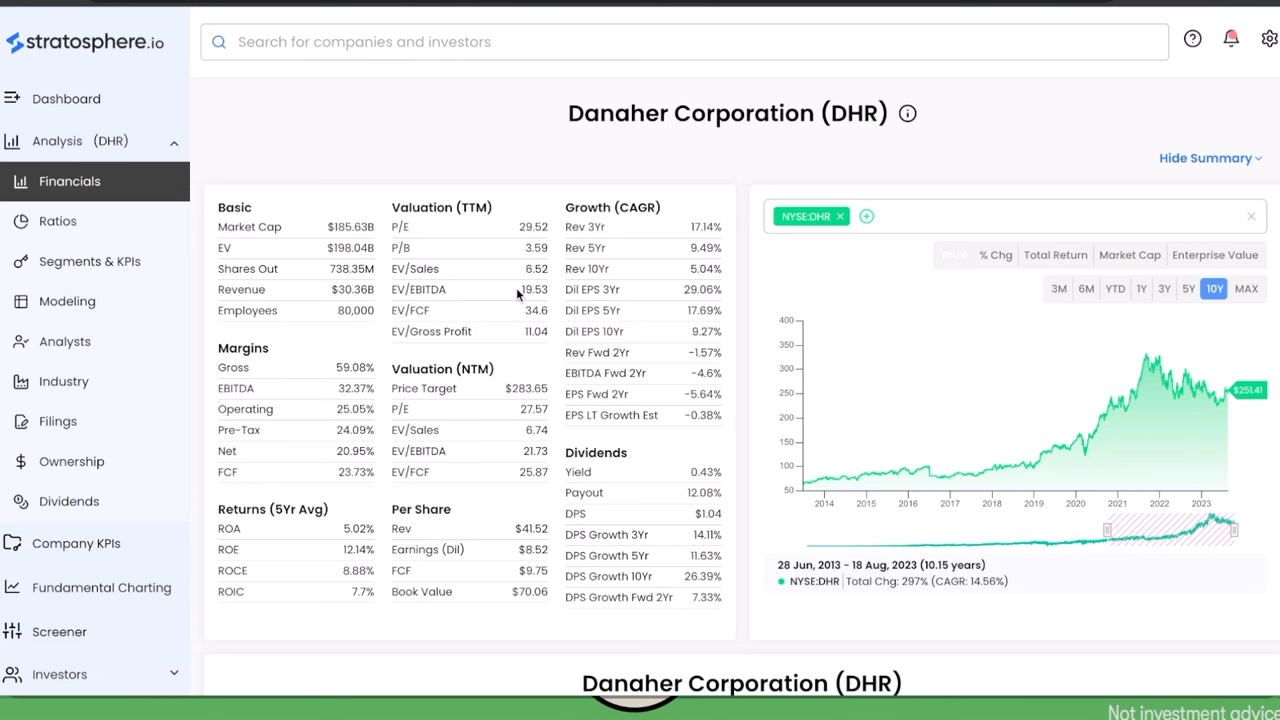 stratosphere.io
Search for companies and investors
Dashboard
Analysis (DHR)
Financials
Ratios
Segments & KPIs
Modeling
Analysts
Industry
Filings
Ownership
Dividends
Company KPIs
Fundamental Charting
Screener
Investors
Danaher Corporation (DHR)
Hide Summary
Basic
Market Cap $185.63B
EV $198.04B
Shares Out 738.35M
Revenue $30.36B
Employees 80,000
Margins
Gross 59.08%
EBITDA 32.37%
Operating 25.05%
Pre-Tax 24.09%
Net 20.95%
FCF 23.73%
Returns (5Yr Avg)
ROA 5.02%
ROE 12.14%
ROCE 8.88%
ROIC 7.7%
Valuation (TTM)
P/E 29.52
P/B 3.59
EV/Sales 6.52
EV/EBITDA 19.53
EV/FCF 34.6
EV/Gross Profit 11.04
Valuation (NTM)
Price Target $283.65
P/E 27.57
EV/Sales 6.74
EV/EBITDA 21.73
EV/FCF 25.87
Per Share
Rev $41.52
Earnings (Dil) $8.52
FCF $9.75
Book Value $70.06
Growth (CAGR)
Rev 3Yr 17.14%
Rev 5Yr 9.49%
Rev 10Yr 5.04%
Dil EPS 3Yr 29.06%
Dil EPS 5Yr 17.69%
Dil EPS 10Yr 9.27%
Rev Fwd 2Yr -1.57%
EBITDA Fwd 2Yr -4.6%
EPS Fwd 2Yr -5.64%
EPS LT Growth Est -0.38%
Dividends
Yield 0.43%
Payout 12.08%
DPS $1.04
DPS Growth 3Yr 14.11%
DPS Growth 5Yr 11.63%
DPS Growth 10Yr 26.39%
DPS Growth Fwd 2Yr 7.33%
NYSE:DHR
Price % Chg Total Return Market Cap Enterprise Value
3M 6M YTD 1Y 3Y 5Y 10Y MAX
400
350
300
250
200
150
100
50
$251.41
2014 2015 2016 2017 2018 2019 2020 2021 2022 2023
28 Jun, 2013 - 18 Aug, 2023 (10.15 years)
NYSE:DHR Total Chg: 297% (CAGR: 14.56%)
Danaher Corporation (DHR)
Not investment advice